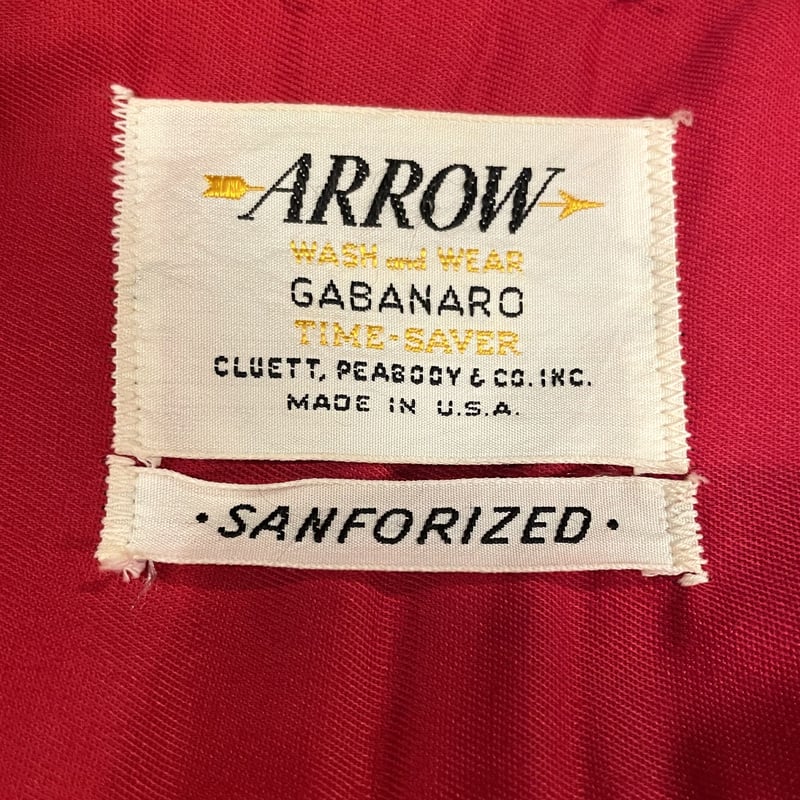 ARROW
WASH and WEAR
GABANARO
TIME-SAVER
CLUETT, PEABODY & CO. INC.
MADE IN U.S.A.
• SANFORIZED •